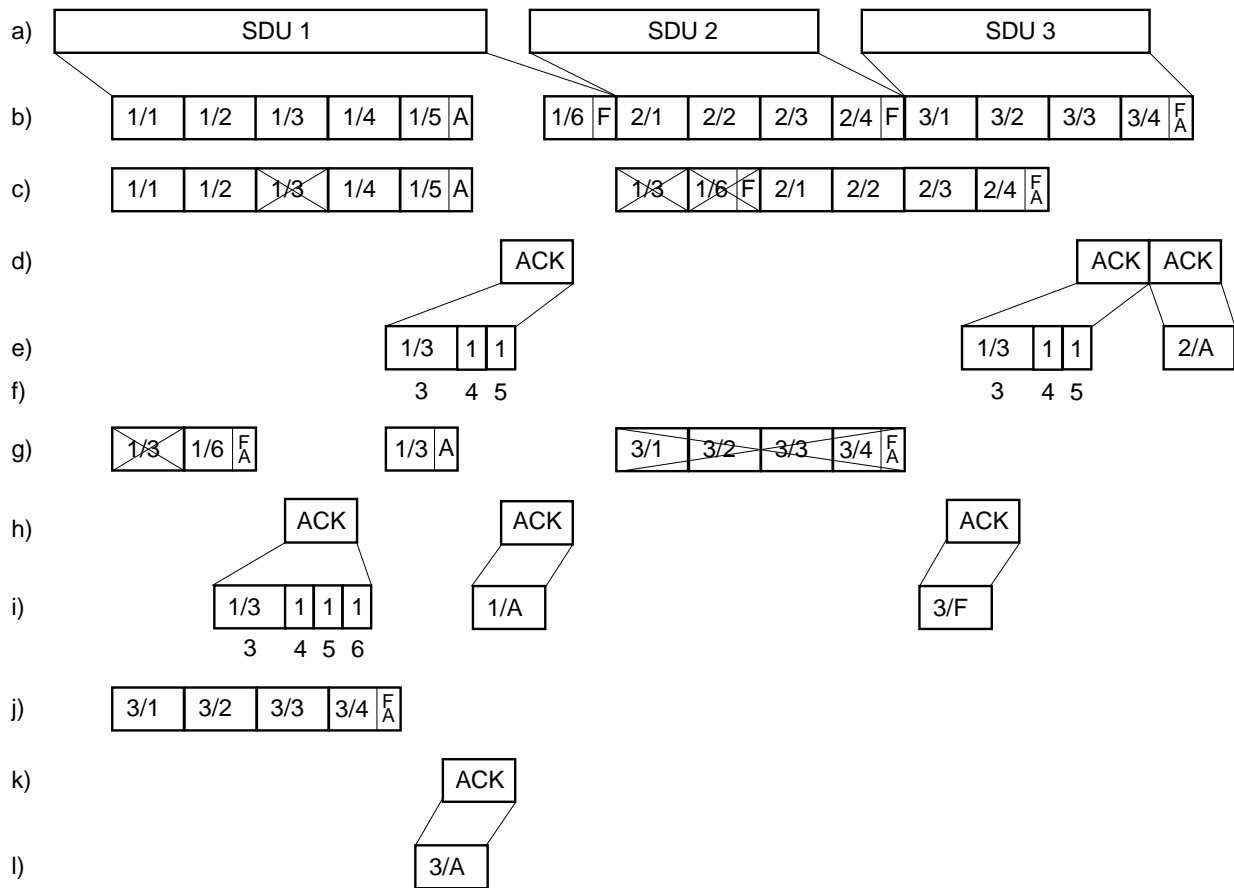 a) SDU 1 SDU 2 SDU 3
b) 1/1 1/2 1/3 1/4 1/5 A 1/6 F 2/1 2/2 2/3 2/4 F 3/1 3/2 3/3 3/4 F A
c) 1/1 1/2 1/3 1/4 1/5 A 1/3 1/6 F 2/1 2/2 2/3 2/4 F A
d) ACK ACK ACK
e) 1/3 1 1 1/3 1 1 2/A
f) 3 4 5 3 4 5
g) 1/3 1/6 F A 1/3 A 3/1 3/2 3/3 3/4 F A
h) ACK ACK ACK
i) 1/3 1 1 1 1/A 3/F
3 4 5 6
j) 3/1 3/2 3/3 3/4 F A
k) ACK
l) 3/A